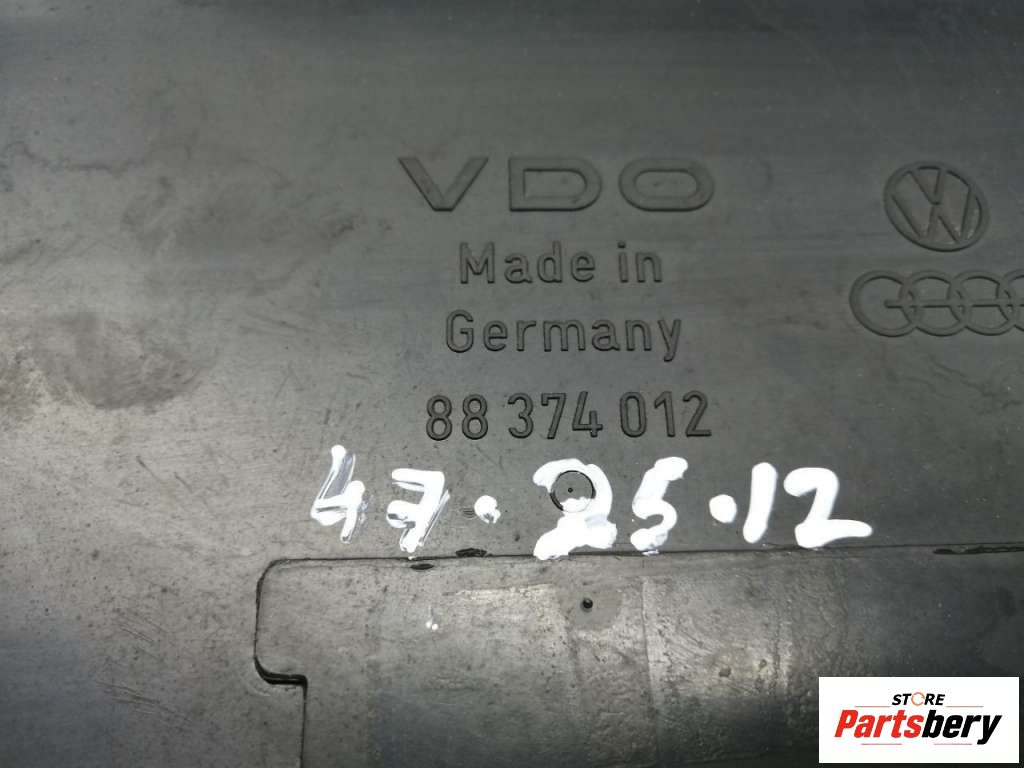 VDO
Made in
Germany
88 374 012
47. 25.12
STORE
Partsbery